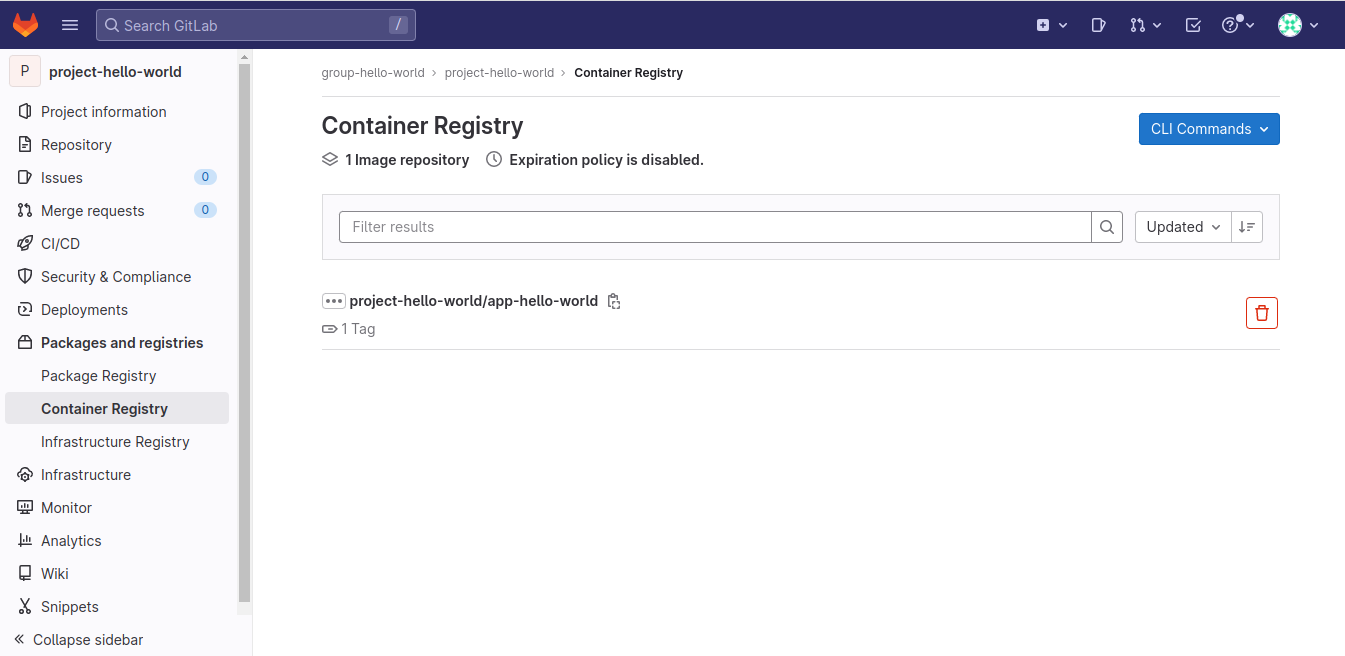 Search GitLab /
P project-hello-world
Project information
Repository
Issues 0
Merge requests 0
CI/CD
Security & Compliance
Deployments
Packages and registries
Package Registry
Container Registry
Infrastructure Registry
Infrastructure
Monitor
Analytics
Wiki
Snippets
Collapse sidebar
group-hello-world › project-hello-world › Container Registry
Container Registry
CLI Commands
1 Image repository Expiration policy is disabled.
Filter results
Updated
project-hello-world/app-hello-world
1 Tag